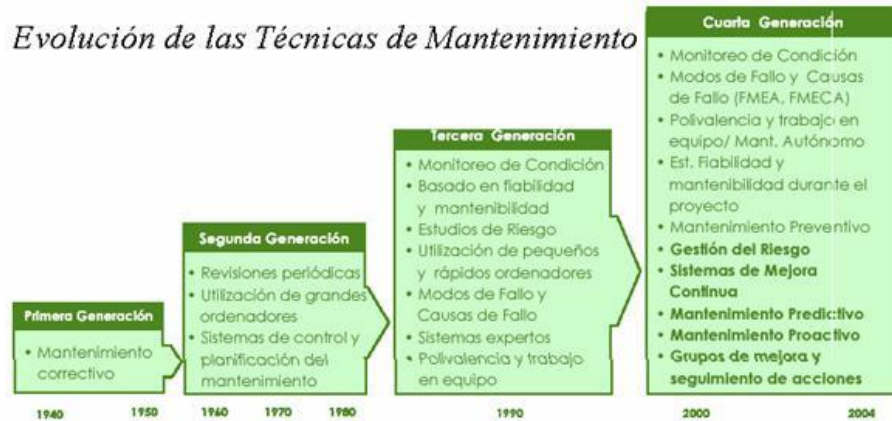 Evolución de las Técnicas de Mantenimiento
Primera Generación
• Mantenimiento
correctivo
Segunda Generación
• Revisiones periódicas
• Utilización de grandes
ordenadores
• Sistemas de control y
planificación del
mantenimiento
Tercera Generación
• Monitoreo de Condición
• Basado en fiabilidad
y mantenibilidad
• Estudios de Riesgo
• Utilización de pequeños
y rápidos ordenadores
• Modos de Fallo y
Causas de Fallo
• Sistemas expertos
• Polivalencia y trabajo
en equipo
Cuarta Generación
• Monitoreo de Condición
• Modos de Fallo y Causas
de Fallo (FMEA, FMECA)
• Polivalencia y trabajo en
equipo/ Mant. Autónomo
• Est. Fiabilidad y
mantenibilidad durante el
proyecto
• Mantenimiento Preventivo
• Gestión del Riesgo
• Sistemas de Mejora
Continua
• Mantenimiento Predictivo
• Mantenimiento Proactivo
• Grupos de mejora y
seguimiento de acciones
1940 1950 1960 1970 1980 1990 2000 2004